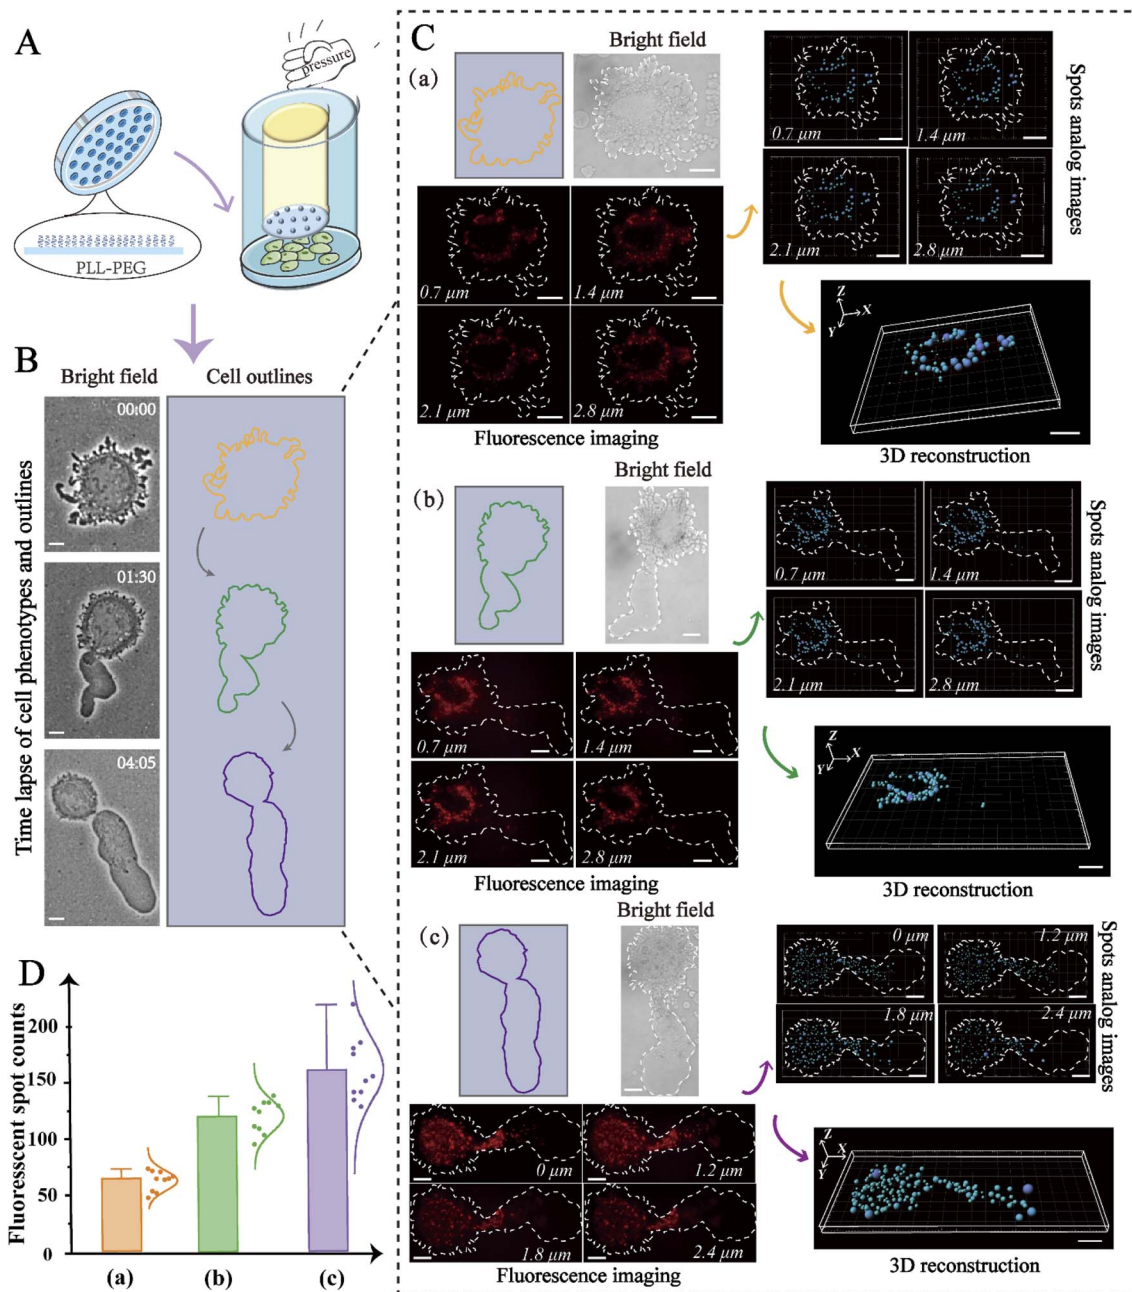 A
pressure
PLL-PEG
B
Bright field
Cell outlines
Time lapse of cell phenotypes and outlines
00:00
01:30
04:05
C
(a)
Bright field
0.7 μm
1.4 μm
2.1 μm
2.8 μm
Fluorescence imaging
0.7 μm
1.4 μm
2.1 μm
2.8 μm
Spots analog images
Z
X
Y
3D reconstruction
(b)
Bright field
0.7 μm
1.4 μm
2.1 μm
2.8 μm
Fluorescence imaging
0.7 μm
1.4 μm
2.1 μm
2.8 μm
Spots analog images
Z
X
Y
3D reconstruction
(c)
Bright field
0 μm
1.2 μm
1.8 μm
2.4 μm
Fluorescence imaging
0 μm
1.2 μm
1.8 μm
2.4 μm
Spots analog images
Z
X
Y
3D reconstruction
D
Fluoresscent spot counts
200
150
100
50
0
(a)
(b)
(c)